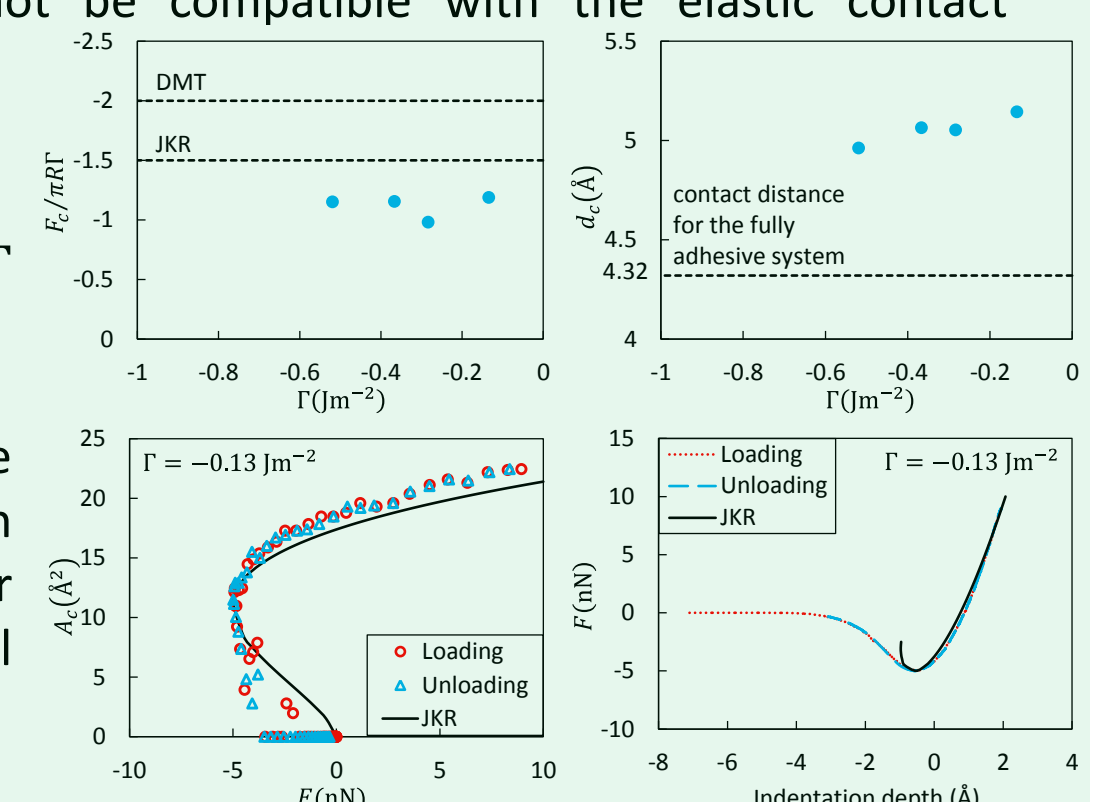 not be compatible with the elastic contact
-2.5
-2
-1.5
-1
-0.5
0
DMT
JKR
F_c/πRΓ
-1 -0.8 -0.6 -0.4 -0.2 0
Γ(Jm⁻²)
5.5
5
4.5
4.32
4
d_c(Å)
contact distance
for the fully
adhesive system
-1 -0.8 -0.6 -0.4 -0.2 0
Γ(Jm⁻²)
25
20
15
10
5
0
A_c(Å²)
Γ = −0.13 Jm⁻²
Loading
Unloading
JKR
-10 -5 0 5 10
F(nN)
15
10
5
0
-5
-10
F(nN)
Loading
Unloading
JKR
Γ = −0.13 Jm⁻²
-8 -6 -4 -2 0 2 4
Indentation depth (Å)